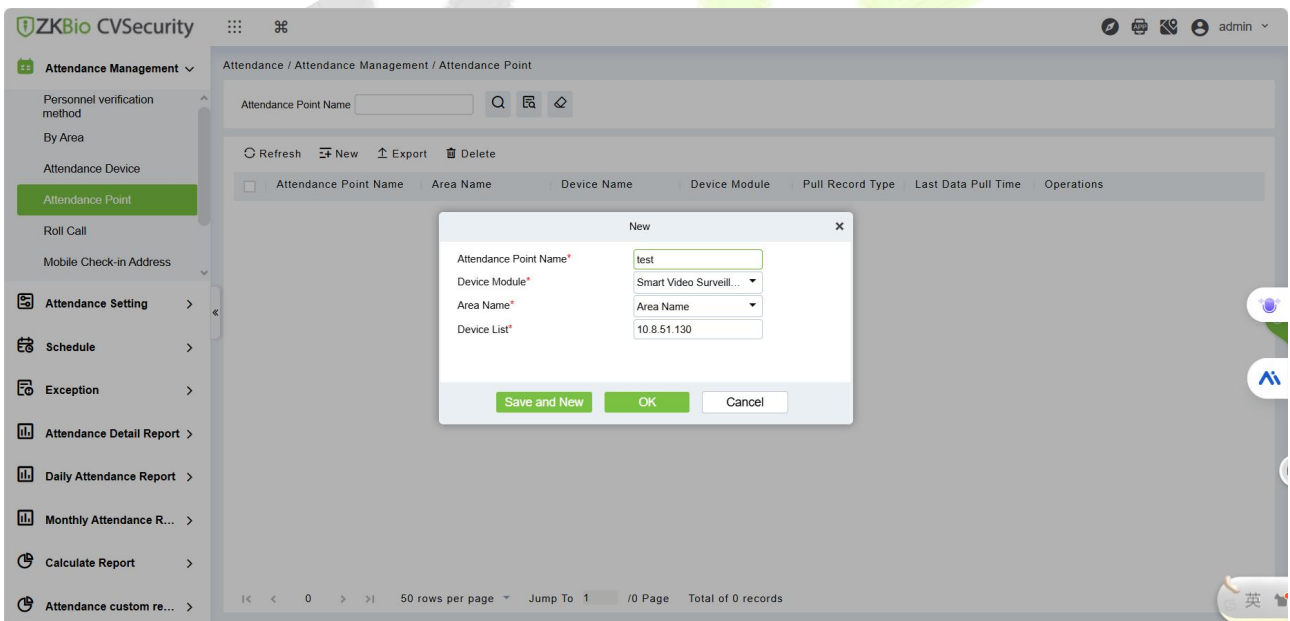 ZKBio CVSecurity
admin
Attendance Management
Personnel verification
method
By Area
Attendance Device
Attendance Point
Roll Call
Mobile Check-in Address
Attendance Setting
Schedule
Exception
Attendance Detail Report
Daily Attendance Report
Monthly Attendance R...
Calculate Report
Attendance custom re...
Attendance / Attendance Management / Attendance Point
Attendance Point Name
Refresh New Export Delete
Attendance Point Name Area Name Device Name Device Module Pull Record Type Last Data Pull Time Operations
New
Attendance Point Name* test
Device Module* Smart Video Surveill...
Area Name* Area Name
Device List* 10.8.51.130
Save and New OK Cancel
0 50 rows per page Jump To 1 /0 Page Total of 0 records
英